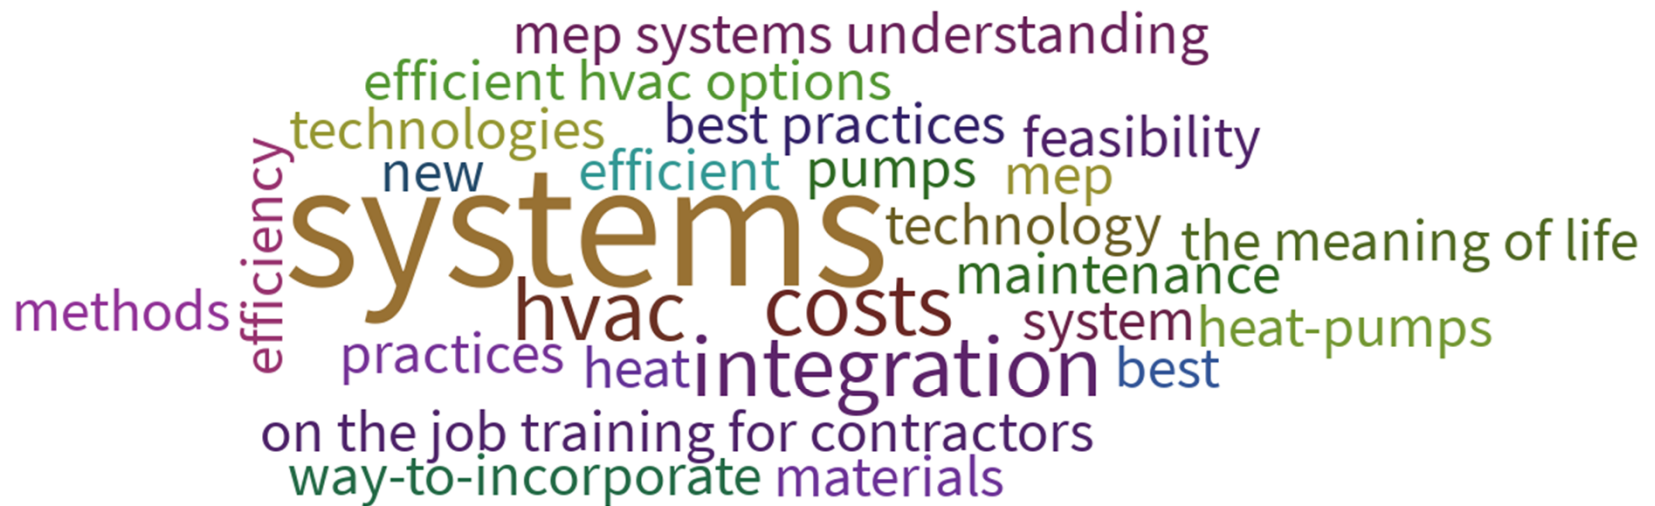 mep systems understanding
efficient hvac options
technologies
best practices
feasibility
efficiency
new
efficient
pumps
mep
systems
technology
the meaning of life
maintenance
methods
hvac
costs
system
heat-pumps
practices
heat
integration
best
on the job training for contractors
way-to-incorporate
materials